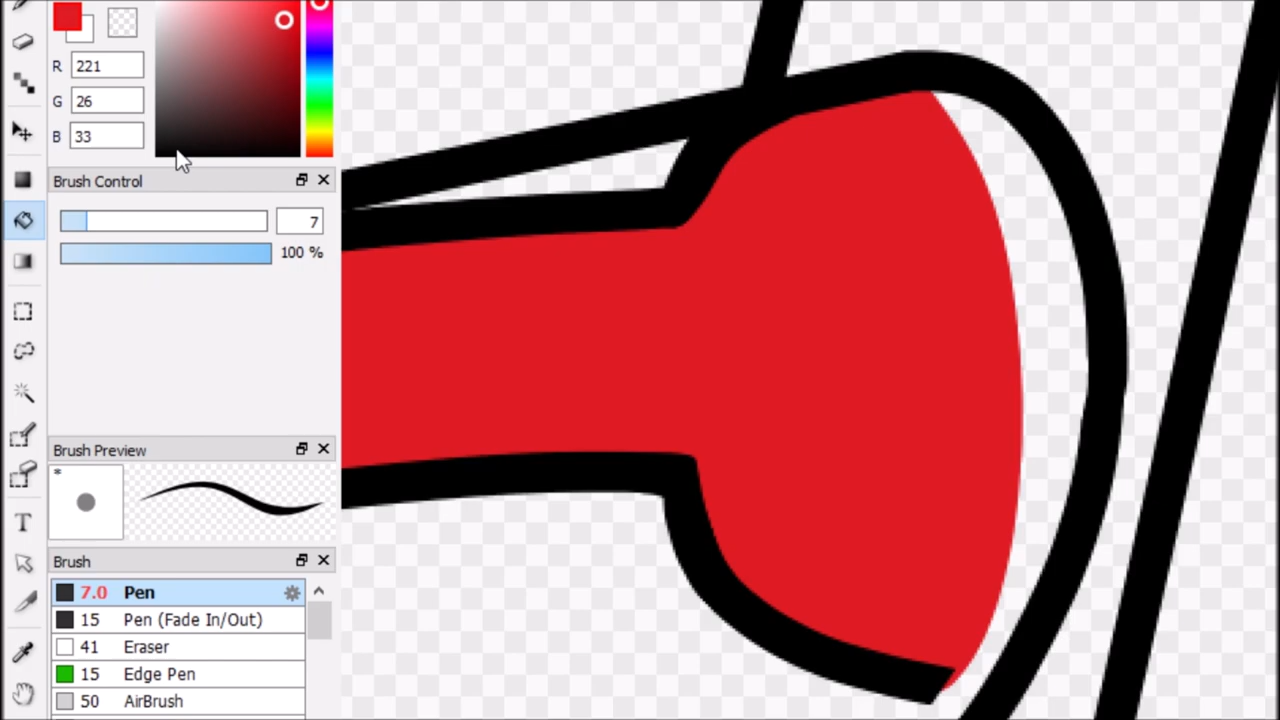 R 221
G 26
B 33
Brush Control
7
100 %
Brush Preview
*
Brush
7.0 Pen
15 Pen (Fade In/Out)
41 Eraser
15 Edge Pen
50 AirBrush
T